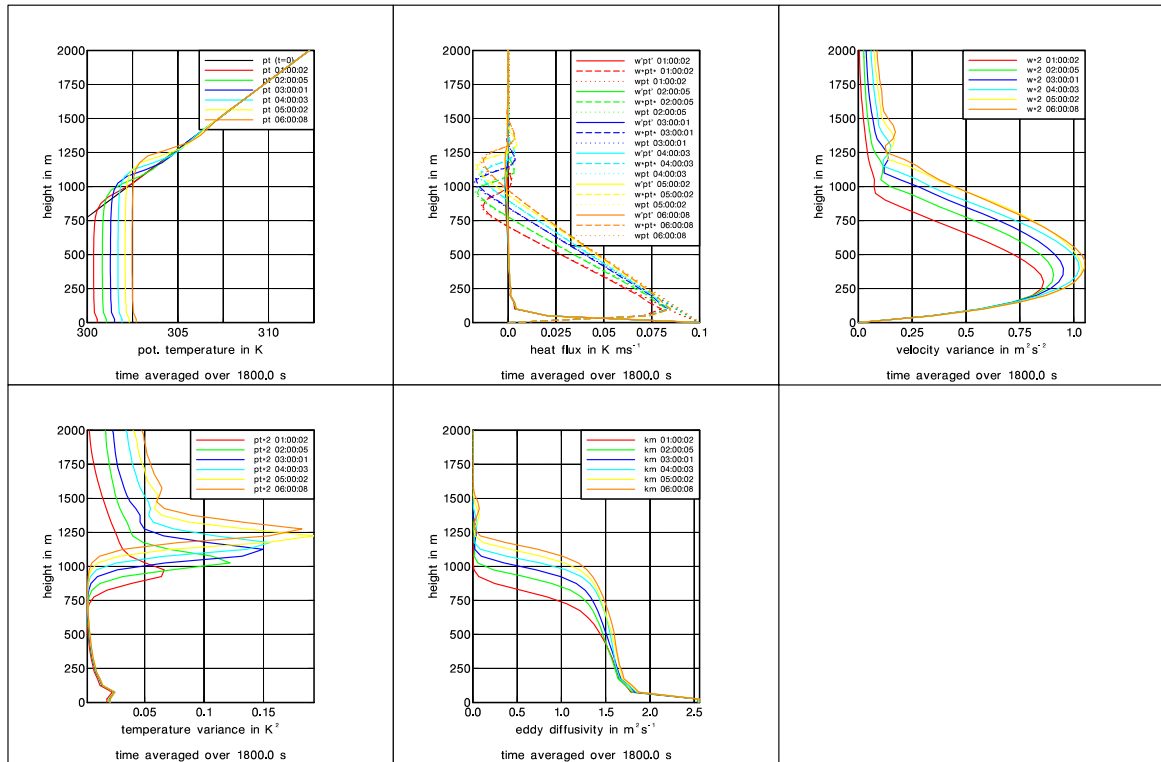 2000
1750
1500
1250
1000
750
500
250
0
height in m
pt (t=0)
pt 01:00:02
pt 02:00:05
pt 03:00:01
pt 04:00:03
pt 05:00:02
pt 06:00:08
300 305 310
pot. temperature in K
time averaged over 1800.0 s
2000
1750
1500
1250
1000
750
500
250
0
height in m
w'pt' 01:00:02
w*pt* 01:00:02
wpt 01:00:02
w'pt' 02:00:05
w*pt* 02:00:05
wpt 02:00:05
w'pt' 03:00:01
w*pt* 03:00:01
wpt 03:00:01
w'pt' 04:00:03
w*pt* 04:00:03
wpt 04:00:03
w'pt' 05:00:02
w*pt* 05:00:02
wpt 05:00:02
w'pt' 06:00:08
w*pt* 06:00:08
wpt 06:00:08
0.0 0.025 0.05 0.075 0.1
heat flux in K ms⁻¹
time averaged over 1800.0 s
2000
1750
1500
1250
1000
750
500
250
0
height in m
w*2 01:00:02
w*2 02:00:05
w*2 03:00:01
w*2 04:00:03
w*2 05:00:02
w*2 06:00:08
0.0 0.25 0.5 0.75 1.0
velocity variance in m²s⁻²
time averaged over 1800.0 s
2000
1750
1500
1250
1000
750
500
250
0
height in m
pt*2 01:00:02
pt*2 02:00:05
pt*2 03:00:01
pt*2 04:00:03
pt*2 05:00:02
pt*2 06:00:08
0.05 0.1 0.15
temperature variance in K²
time averaged over 1800.0 s
2000
1750
1500
1250
1000
750
500
250
0
height in m
km 01:00:02
km 02:00:05
km 03:00:01
km 04:00:03
km 05:00:02
km 06:00:08
0.0 0.5 1.0 1.5 2.0 2.5
eddy diffusivity in m²s⁻¹
time averaged over 1800.0 s